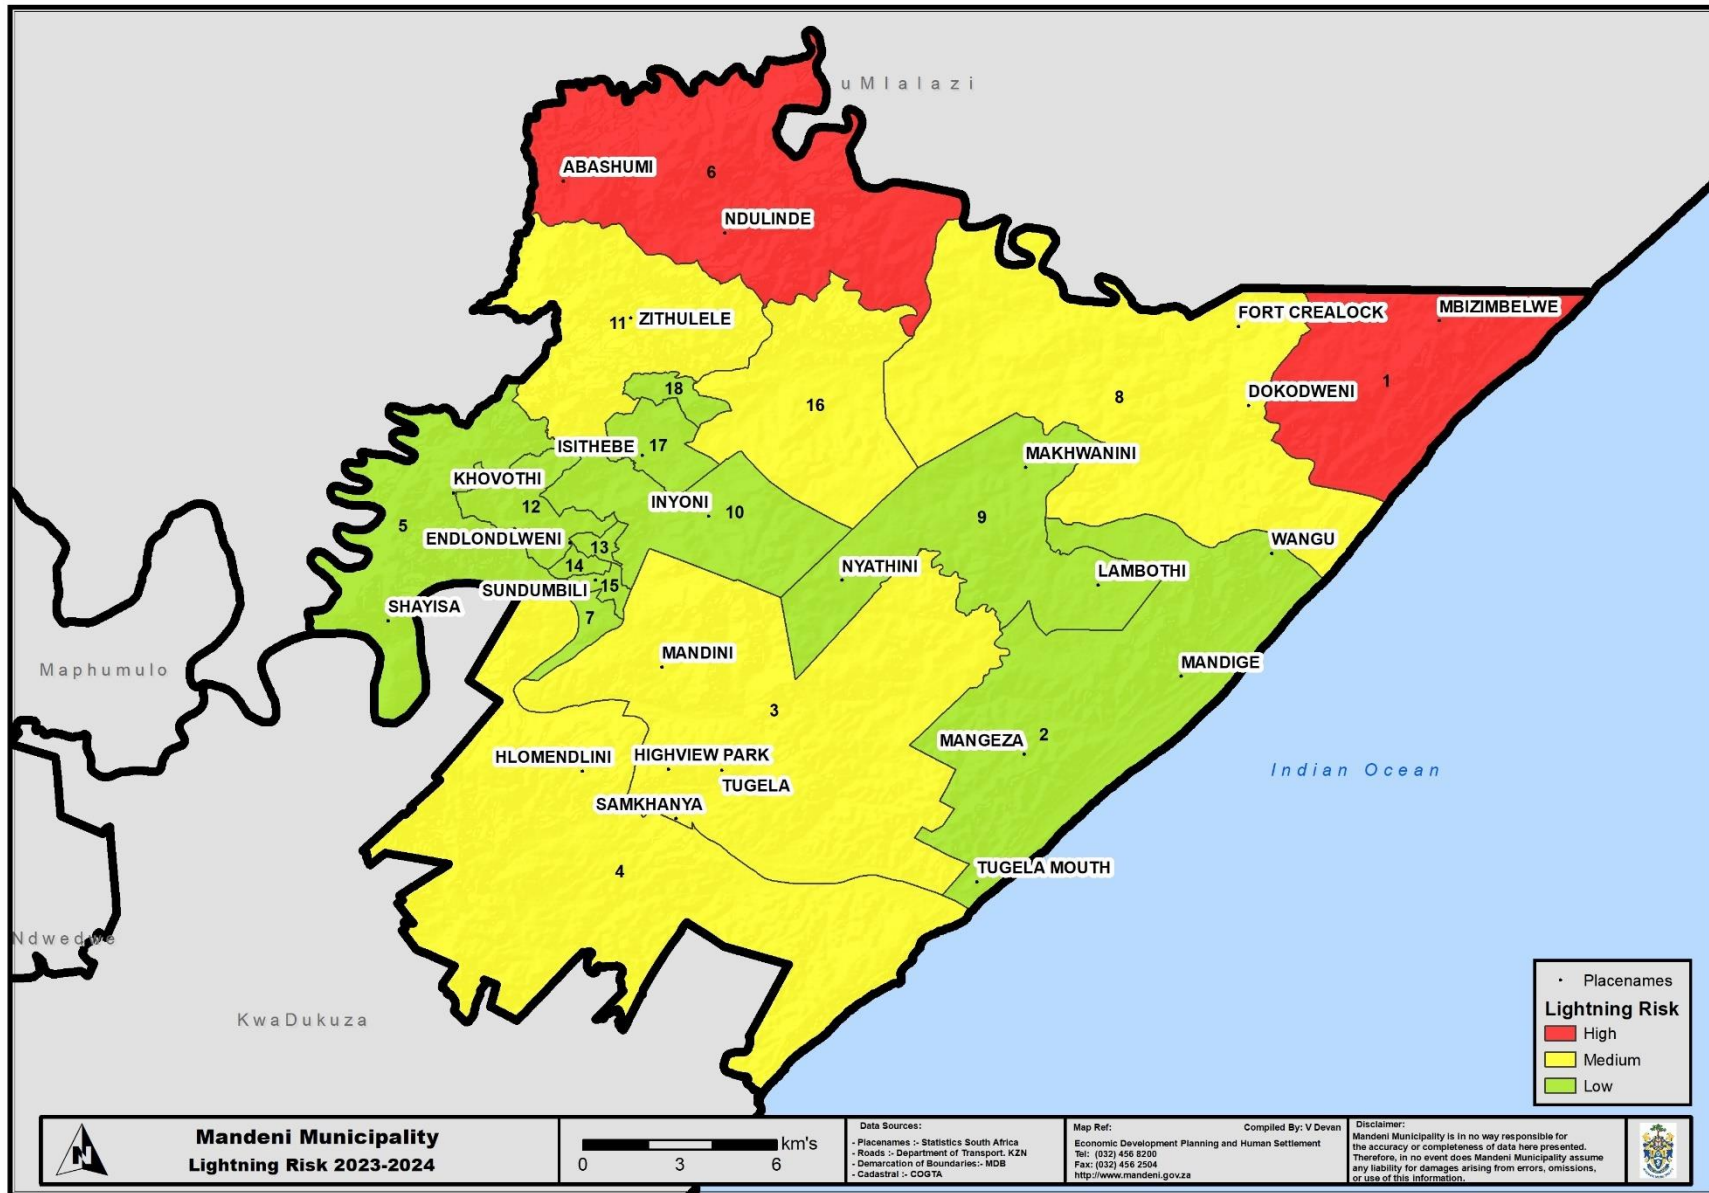 uMlalazi
ABASHUMI
6
NDULINDE
MBIZIMBELWE
FORT CREALOCK
11
ZITHULELE
1
18
DOKODWENI
8
16
ISITHEBE
17
MAKHWANINI
KHOVOTHI
INYONI
10
12
9
5
ENDLONDLWENI
13
WANGU
14
NYATHINI
LAMBOTHI
SUNDUMBILI
15
SHAYISA
7
MANDINI
MANDIGE
Maphumulo
3
MANGEZA
2
HLOMENDLINI
HIGHVIEW PARK
TUGELA
Indian Ocean
SAMKHANYA
4
TUGELA MOUTH
Ndwedwe
KwaDukuza
Placenames
Lightning Risk
High
Medium
Low
N
Mandeni Municipality
Lightning Risk 2023-2024
km's
0 3 6
Data Sources:
- Placenames :- Statistics South Africa
- Roads :- Department of Transport. KZN
- Demarcation of Boundaries:- MDB
- Cadastral :- COGTA
Map Ref: Compiled By: V Devan
Economic Development Planning and Human Settlement
Tel: (032) 456 8200
Fax: (032) 456 2504
http://www.mandeni.gov.za
Disclaimer:
Mandeni Municipality is in no way responsible for
the accuracy or completeness of data here presented.
Therefore, in no event does Mandeni Municipality assume
any liability for damages arising from errors, omissions,
or use of this information.